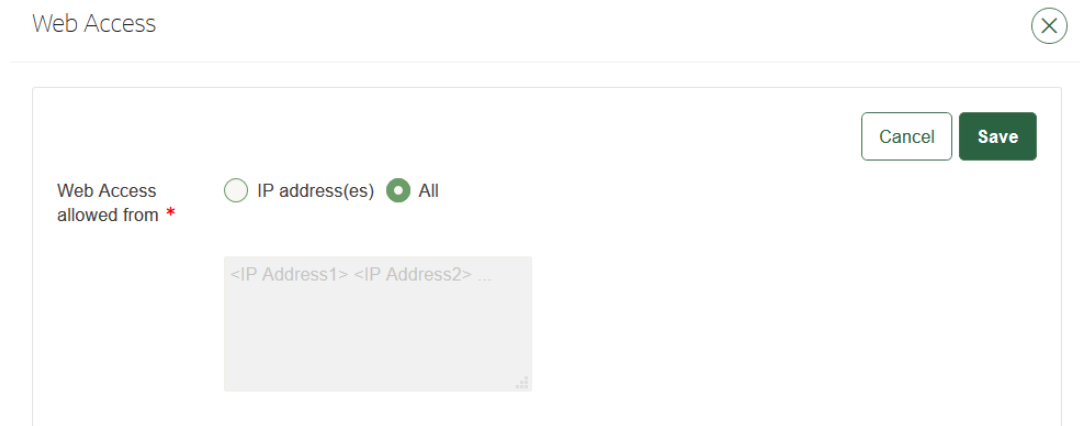 Web Access
Cancel Save
Web Access IP address(es) All
allowed from *
<IP Address1> <IP Address2> ...